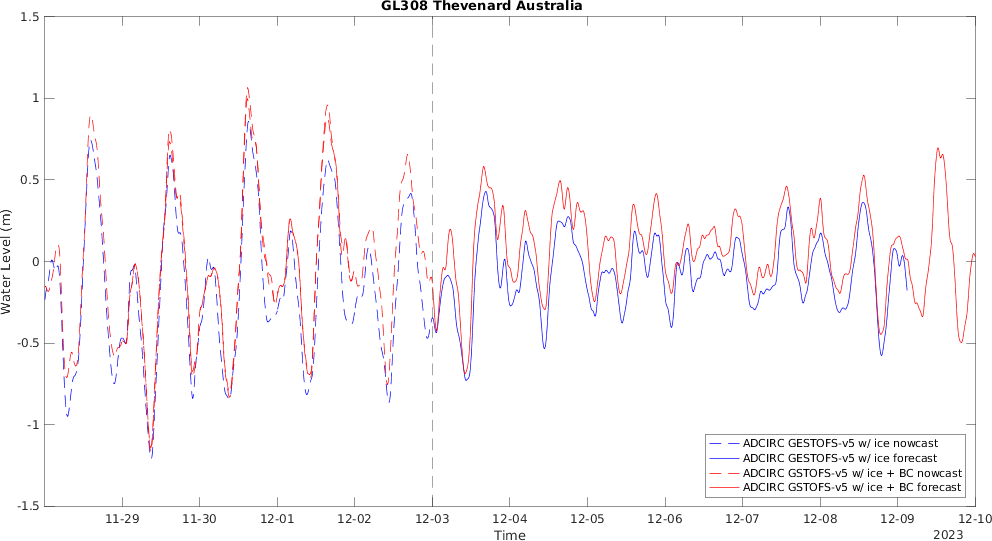 GL308 Thevenard Australia
1.5
1
0.5
0
-0.5
-1
-1.5
Water Level (m)
ADCIRC GESTOFS-v5 w/ ice nowcast
ADCIRC GESTOFS-v5 w/ ice forecast
ADCIRC GSTOFS-v5 w/ ice + BC nowcast
ADCIRC GSTOFS-v5 w/ ice + BC forecast
11-29 11-30 12-01 12-02 12-03 12-04 12-05 12-06 12-07 12-08 12-09 12-10
Time
2023